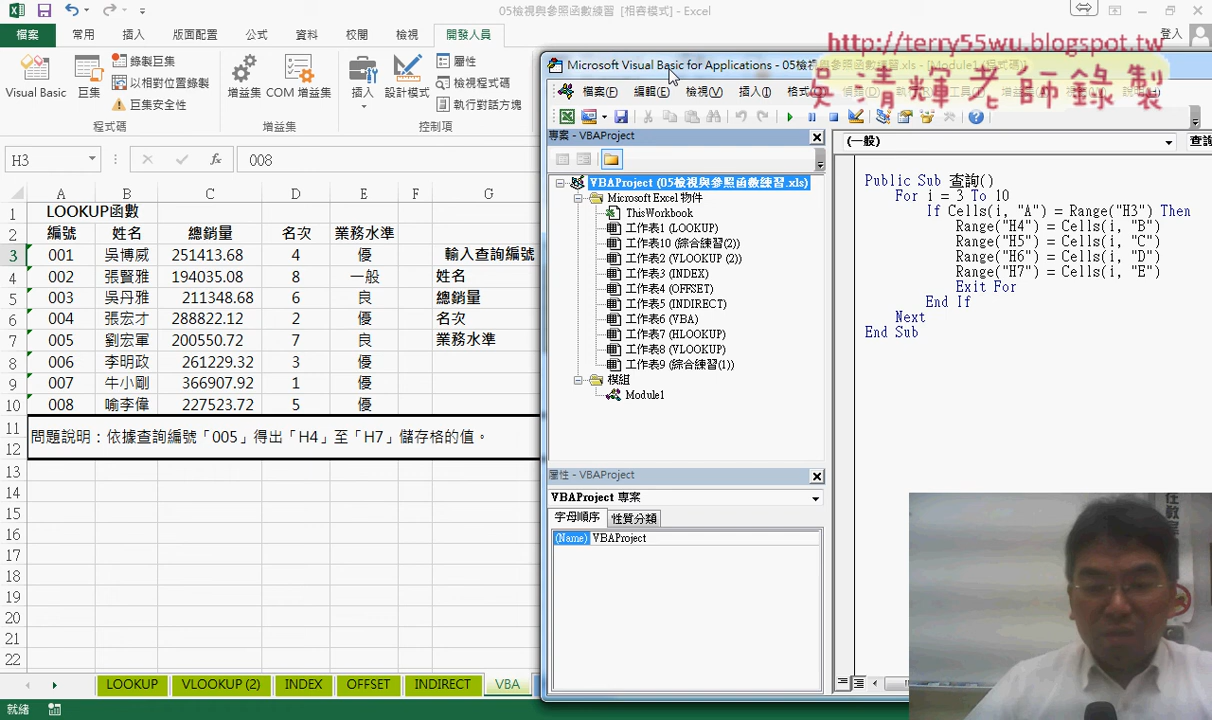 05檢視與參照函數練習 [相容模式] - Excel
檔案 常用 插入 版面配置 公式 資料 校閱 檢視 開發人員 登入
Visual Basic 巨集 錄製巨集 以相對位置錄製 巨集安全性 程式碼
增益集 COM 增益集 增益集
插入 設計模式 屬性 檢視程式碼 執行對話方塊 控制項
H3 fx 008
A B C D E F G
1 LOOKUP函數
2 編號 姓名 總銷量 名次 業務水準
3 001 吳博威 251413.68 4 優 輸入查詢編號
4 002 張賢雅 194035.08 8 一般 姓名
5 003 吳丹雅 211348.68 6 良 總銷量
6 004 張宏才 288822.12 2 優 名次
7 005 劉宏軍 200550.72 7 良 業務水準
8 006 李明政 261229.32 3 優
9 007 牛小剛 366907.92 1 優
10 008 喻李偉 227523.72 5 優
11
問題說明：依據查詢編號「005」得出「H4」至「H7」儲存格的值。
12
13
14
15
16
17
18
19
20
21
22
LOOKUP VLOOKUP (2) INDEX OFFSET INDIRECT VBA
就緒
http://terry55wu.blogspot.tw
吳清輝老師錄製
Microsoft Visual Basic for Applications - 05檢視與參照函數練習.xls - [Module1 (程式碼)]
檔案(F) 編輯(E) 檢視(V) 插入(I)
專案 - VBAProject
VBAProject (05檢視與參照函數練習.xls)
Microsoft Excel 物件
ThisWorkbook
工作表1 (LOOKUP)
工作表10 (綜合練習(2))
工作表2 (VLOOKUP (2))
工作表3 (INDEX)
工作表4 (OFFSET)
工作表5 (INDIRECT)
工作表6 (VBA)
工作表7 (HLOOKUP)
工作表8 (VLOOKUP)
工作表9 (綜合練習(1))
模組
Module1
屬性 - VBAProject
VBAProject 專案
字母順序 性質分類
(Name) VBAProject
(一般) 查詢
Public Sub 查詢()
For i = 3 To 10
If Cells(i, "A") = Range("H3") Then
Range("H4") = Cells(i, "B")
Range("H5") = Cells(i, "C")
Range("H6") = Cells(i, "D")
Range("H7") = Cells(i, "E")
Exit For
End If
Next
End Sub